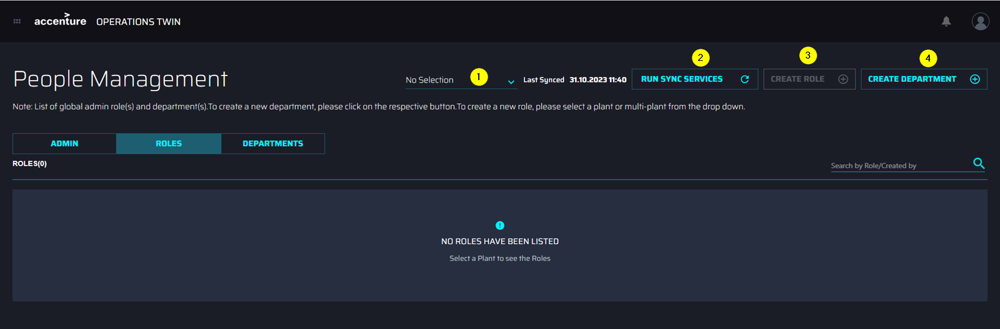 accenture OPERATIONS TWIN
1
2
3
4
People Management
No Selection
Last Synced 31.10.2023 11:40
RUN SYNC SERVICES
CREATE ROLE
CREATE DEPARTMENT
Note: List of global admin role(s) and department(s).To create a new department, please click on the respective button.To create a new role, please select a plant or multi-plant from the drop down.
ADMIN
ROLES
DEPARTMENTS
ROLES(0)
Search by Role/Created by
NO ROLES HAVE BEEN LISTED
Select a Plant to see the Roles